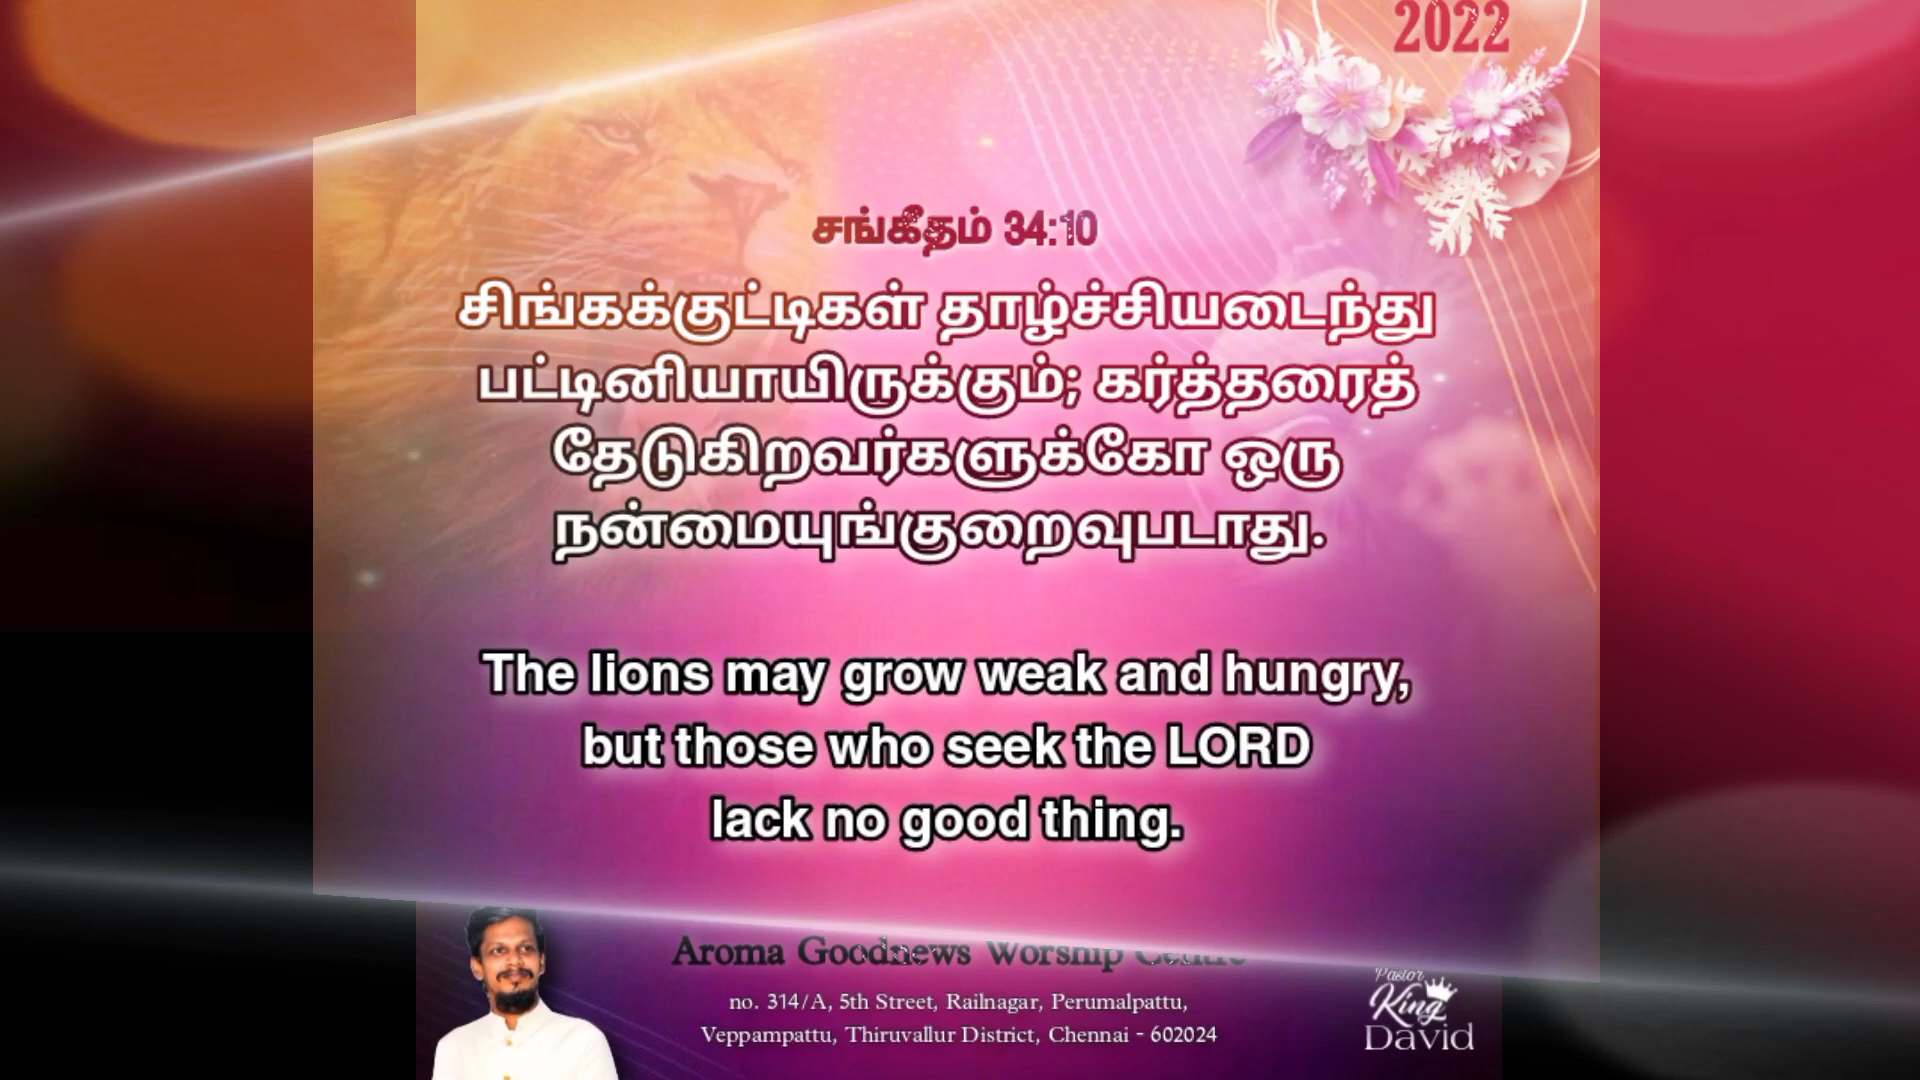 2022
சங்கீதம் 34:10
சிங்கக்குட்டிகள் தாழ்ச்சியடைந்து
பட்டினியாயிருக்கும்; கர்த்தரைத்
தேடுகிறவர்களுக்கோ ஒரு
நன்மையுங்குறைவுபடாது.
The lions may grow weak and hungry,
but those who seek the LORD
lack no good thing.
Aroma Goodnews Worship Centre
no. 314/A, 5th Street, Railnagar, Perumalpattu,
Veppampattu, Thiruvallur District, Chennai - 602024
Pastor
King
David